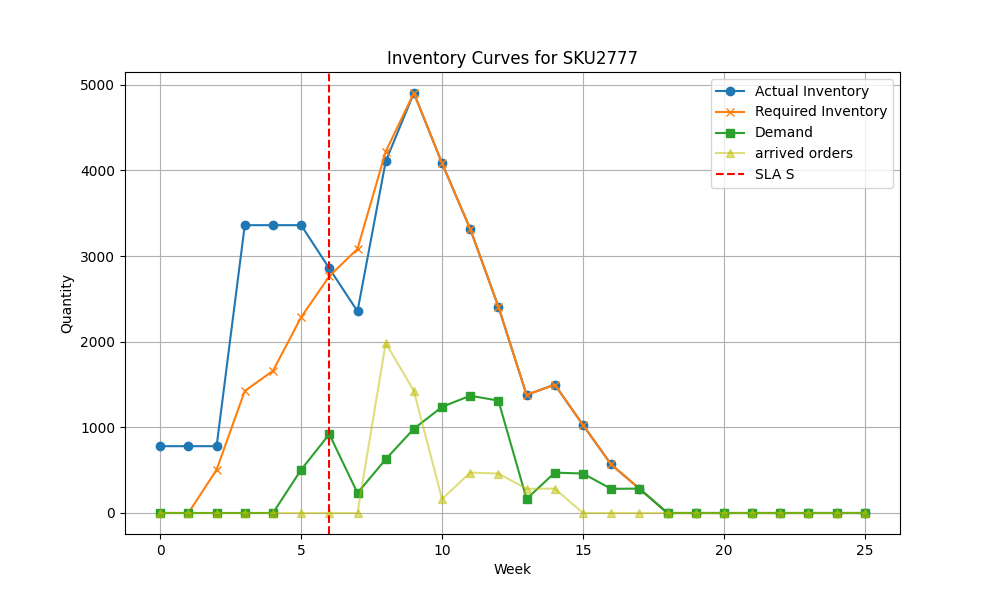 Inventory Curves for SKU2777
Actual Inventory
Required Inventory
Demand
arrived orders
SLA S
Quantity
5000
4000
3000
2000
1000
0
0 5 10 15 20 25
Week